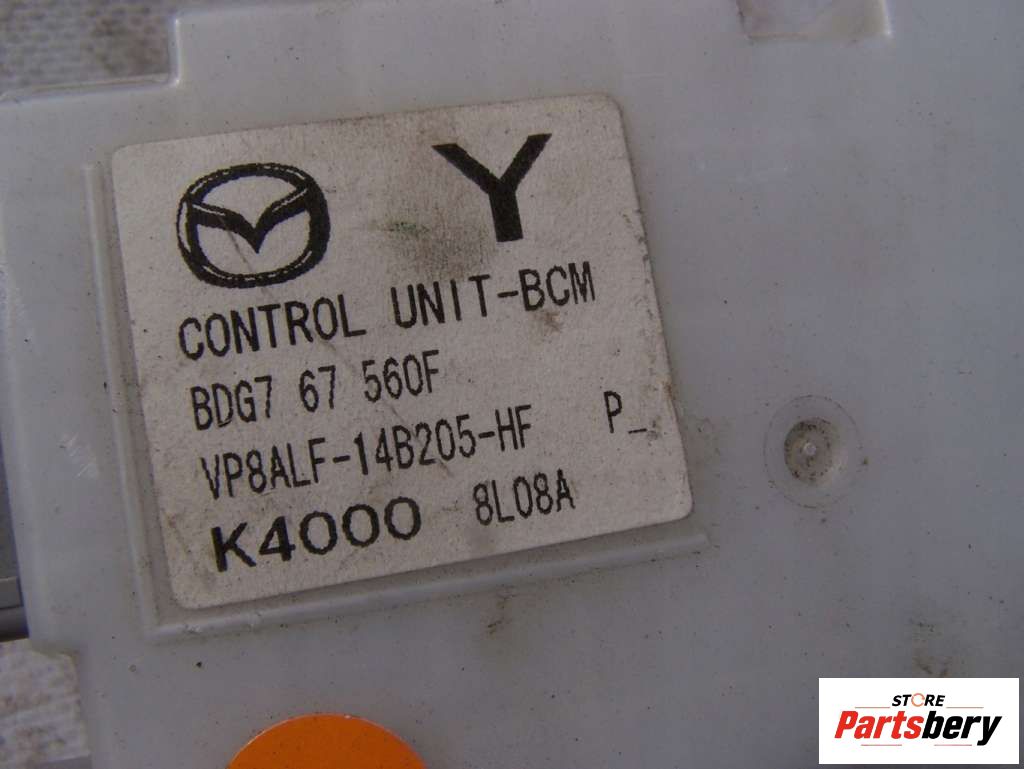 Y
CONTROL UNIT-BCM
BDG7 67 560F
VP8ALF-14B205-HF P_
K4000 8L08A
STORE
Partsbery